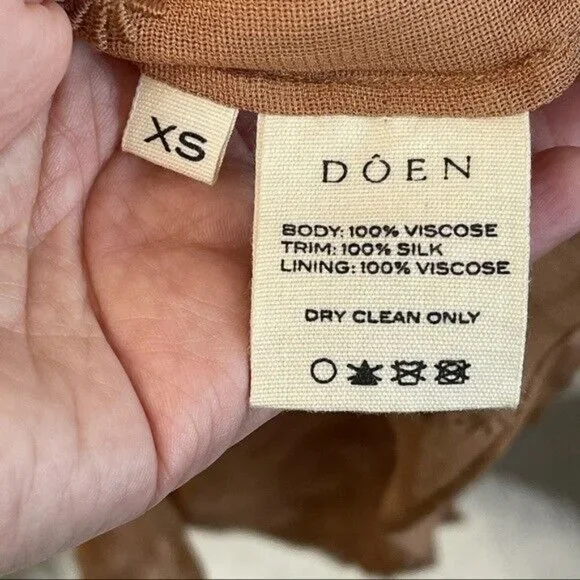 XS
DÔEN
BODY: 100% VISCOSE
TRIM: 100% SILK
LINING: 100% VISCOSE
DRY CLEAN ONLY